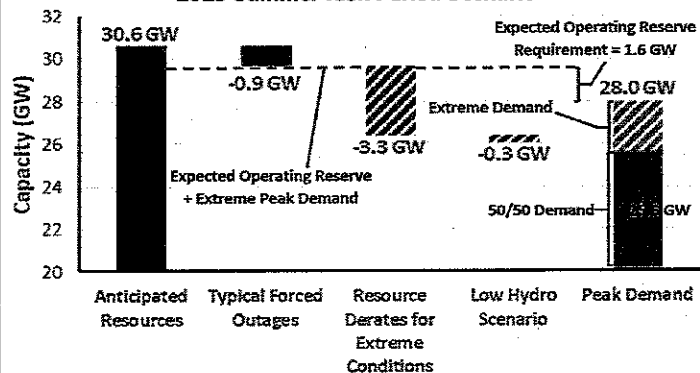 32
30
28
26
24
22
20
Capacity (GW)
30.6 GW
-0.9 GW
-3.3 GW
-0.3 GW
28.0 GW
GW
Expected Operating Reserve
Requirement = 1.6 GW
Extreme Demand
Expected Operating Reserve
+ Extreme Peak Demand
50/50 Demand
Anticipated
Resources
Typical Forced
Outages
Resource
Derates for
Extreme
Conditions
Low Hydro
Scenario
Peak Demand